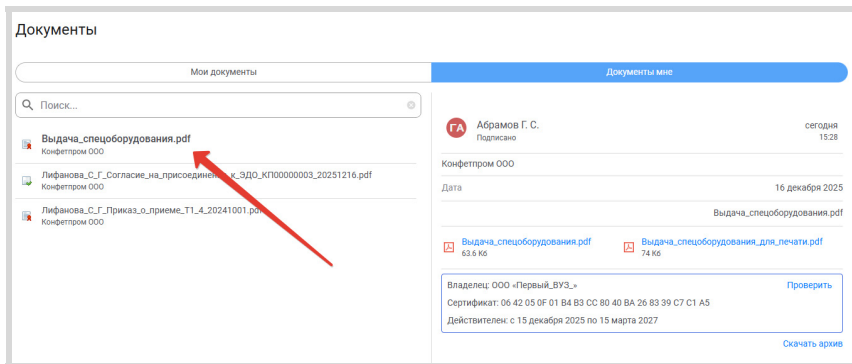 Документы
Мои документы
Документы мне
Поиск...
Выдача_спецоборудования.pdf
Конфетпром ООО
Лифанова_С_Г_Согласие_на_присоединение_к_ЭДО_КП00000003_20251216.pdf
Конфетпром ООО
Лифанова_С_Г_Приказ_о_приеме_Т1_4_20241001.pdf
Конфетпром ООО
ГА
Абрамов Г. С.
сегодня
Подписано
15:28
Конфетпром ООО
Дата
16 декабря 2025
Выдача_спецоборудования.pdf
Выдача_спецоборудования.pdf
63.6 Кб
Выдача_спецоборудования_для_печати.pdf
74 Кб
Владелец: ООО «Первый_ВУЗ_»
Проверить
Сертификат: 06 42 05 0F 01 B4 B3 CC 80 40 BA 26 83 39 C7 C1 A5
Действителен: с 15 декабря 2025 по 15 марта 2027
Скачать архив